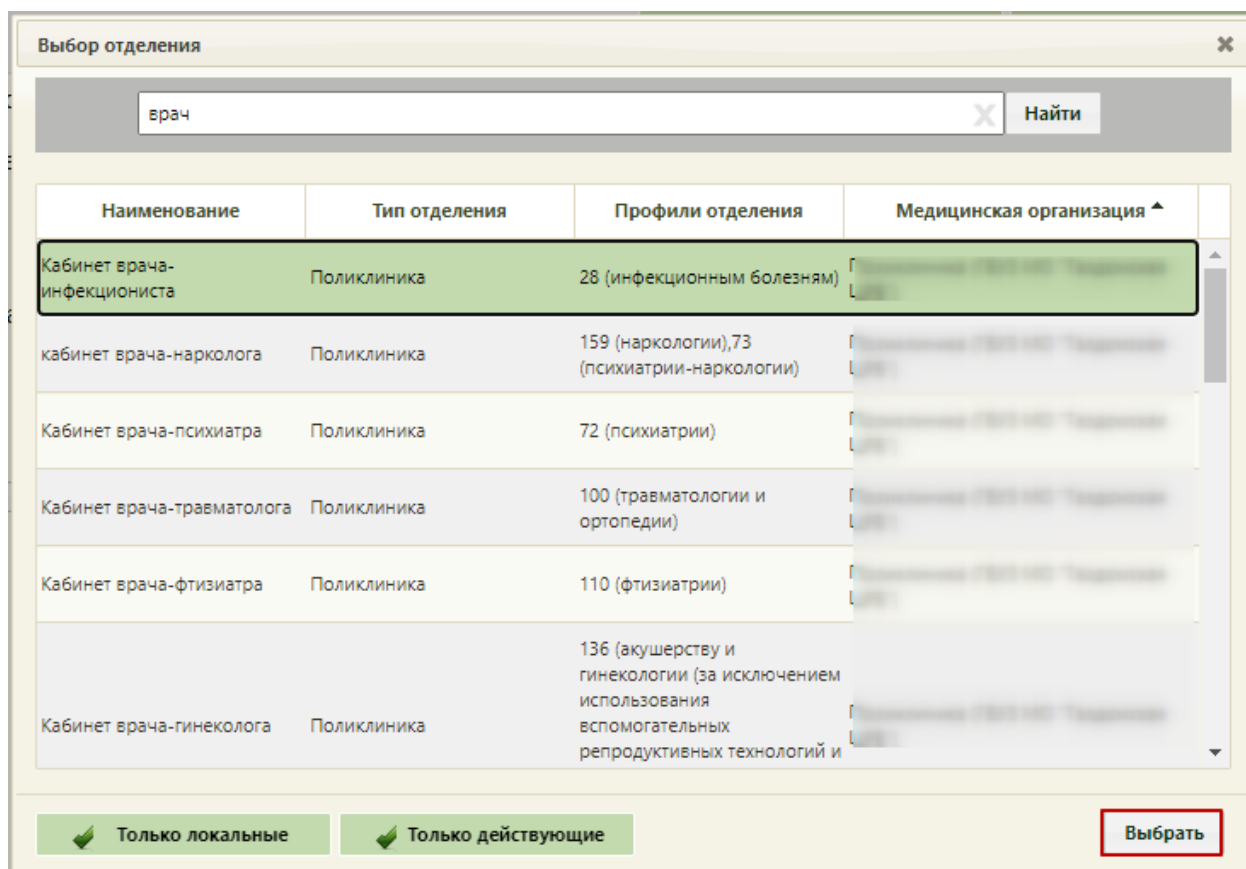 Выбор отделения
врач
Найти
Наименование Тип отделения Профили отделения Медицинская организация
Кабинет врача-
инфекциониста
Поликлиника
28 (инфекционным болезням)
кабинет врача-нарколога
Поликлиника
159 (наркологии),73
(психиатрии-наркологии)
Кабинет врача-психиатра
Поликлиника
72 (психиатрии)
Кабинет врача-травматолога
Поликлиника
100 (травматологии и
ортопедии)
Кабинет врача-фтизиатра
Поликлиника
110 (фтизиатрии)
Кабинет врача-гинеколога
Поликлиника
136 (акушерству и
гинекологии (за исключением
использования
вспомогательных
репродуктивных технологий и
Только локальные
Только действующие
Выбрать